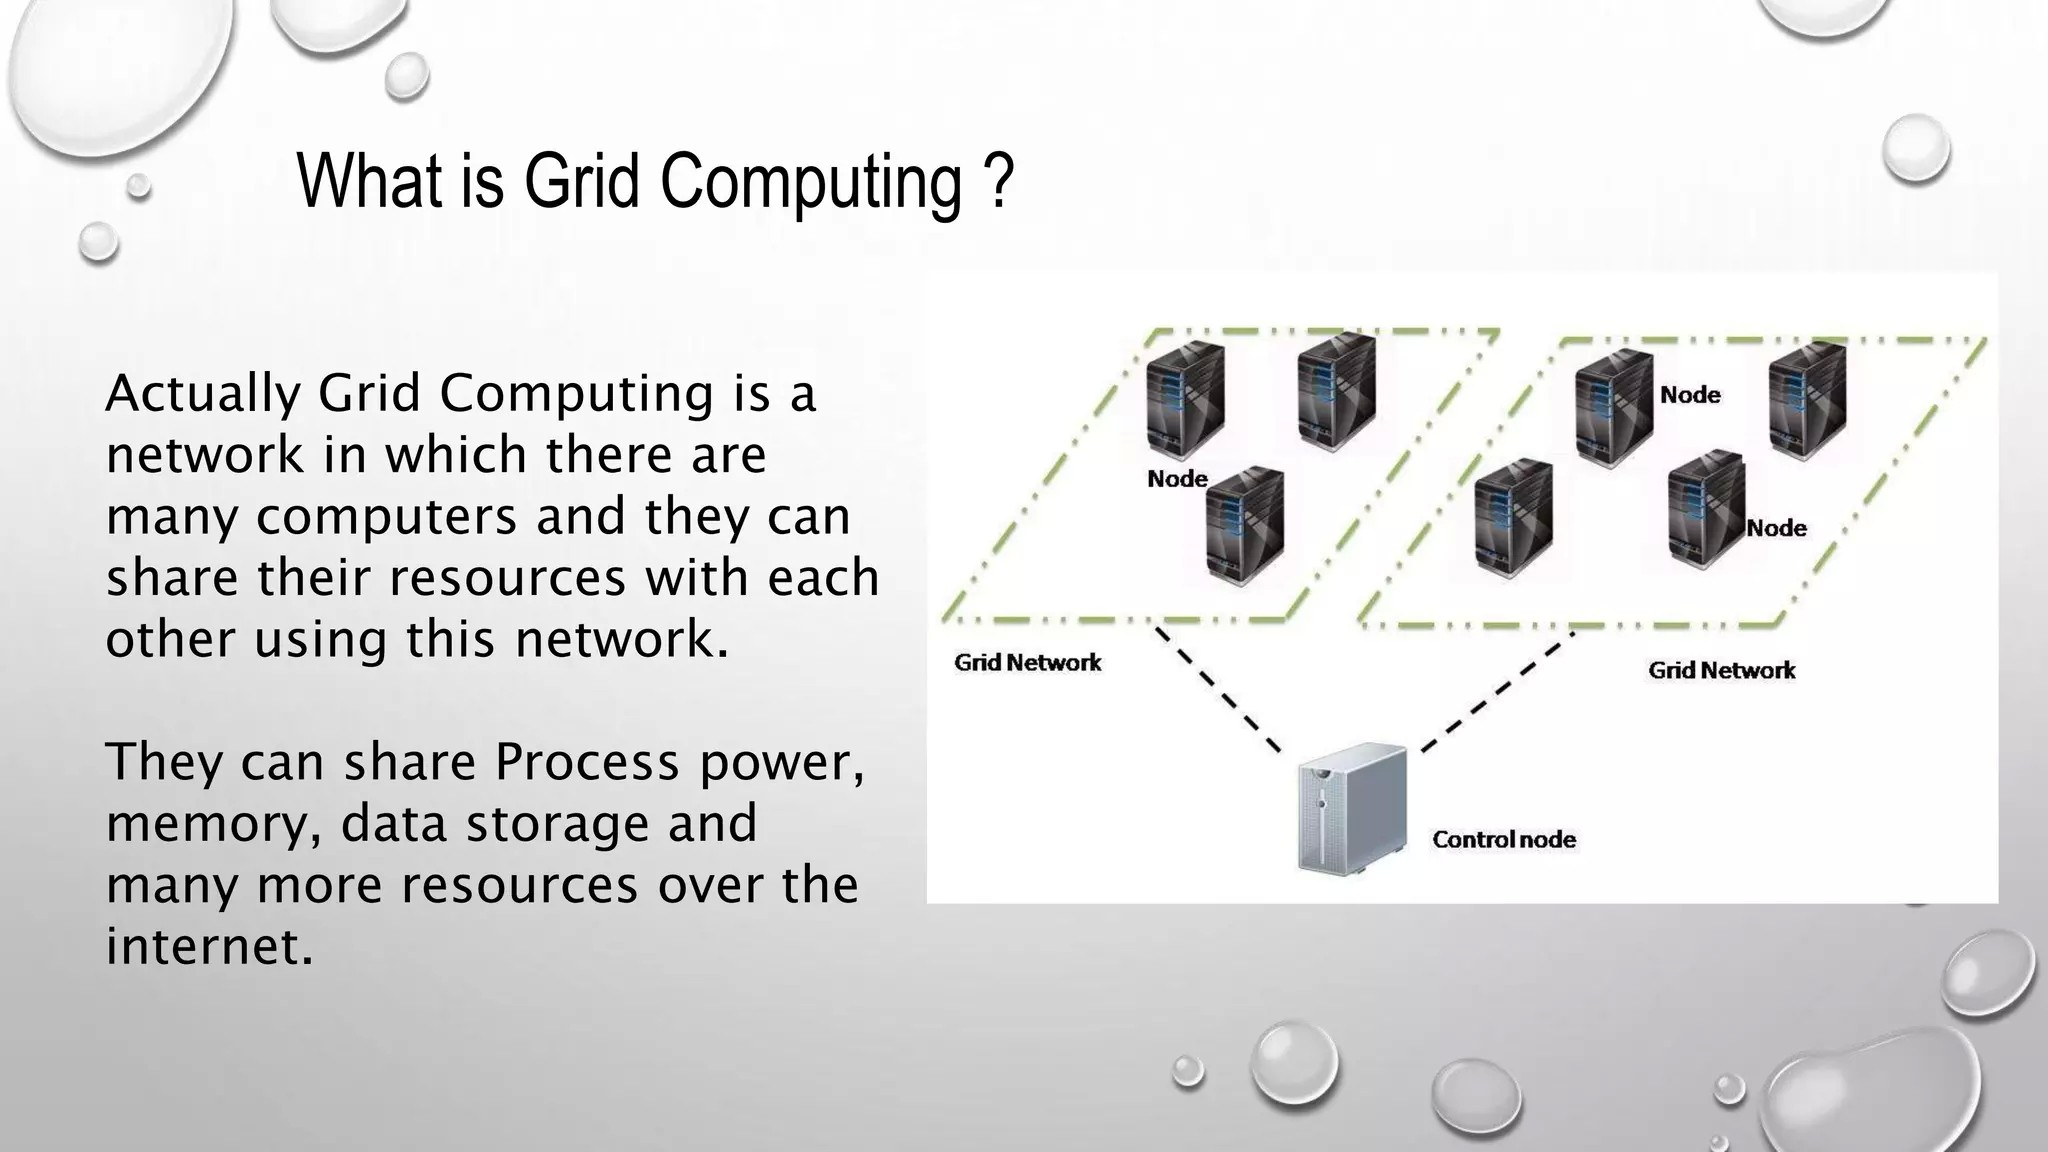 What is Grid Computing ?
Actually Grid Computing is a
network in which there are
many computers and they can
share their resources with each
other using this network.
They can share Process power,
memory, data storage and
many more resources over the
internet.
Node
Node
Node
Grid Network
Grid Network
Control node